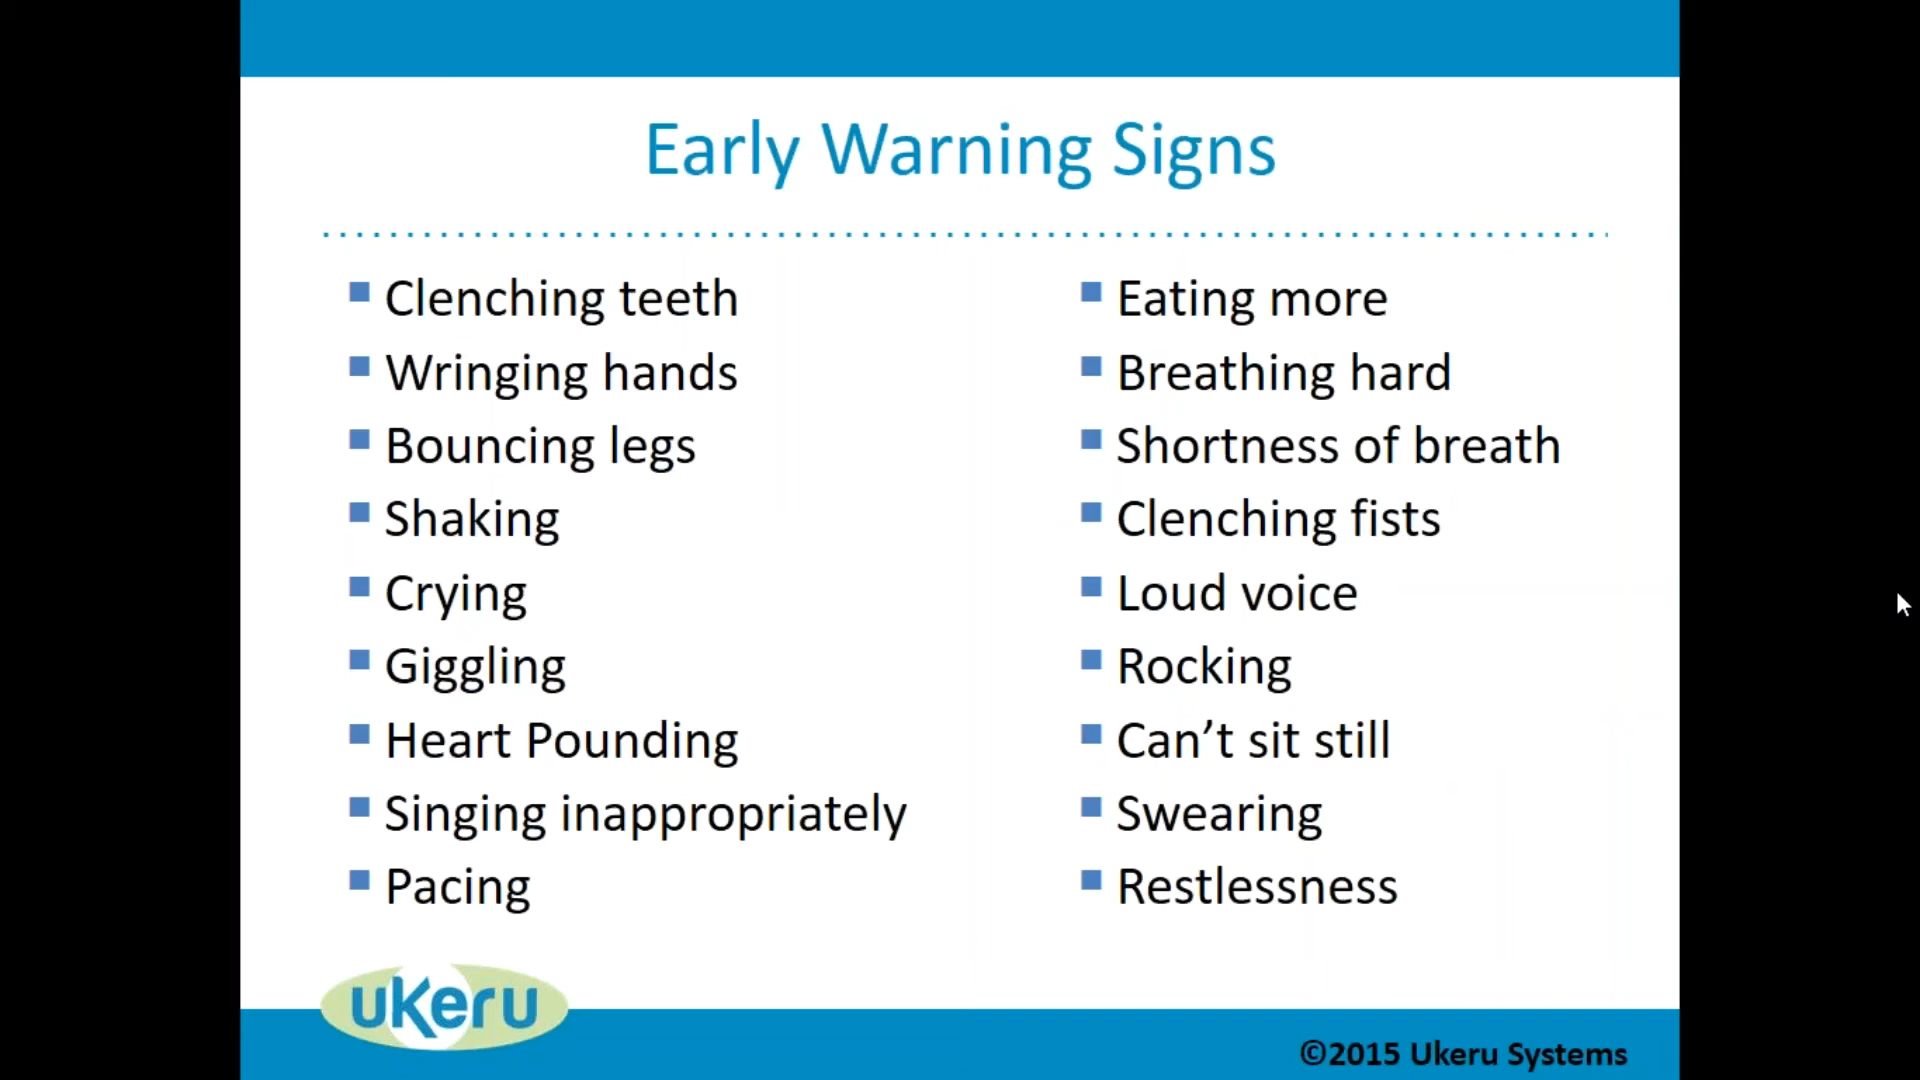 Early Warning Signs
Clenching teeth
Wringing hands
Bouncing legs
Shaking
Crying
Giggling
Heart Pounding
Singing inappropriately
Pacing
Eating more
Breathing hard
Shortness of breath
Clenching fists
Loud voice
Rocking
Can’t sit still
Swearing
Restlessness
uKeru
©2015 Ukeru Systems